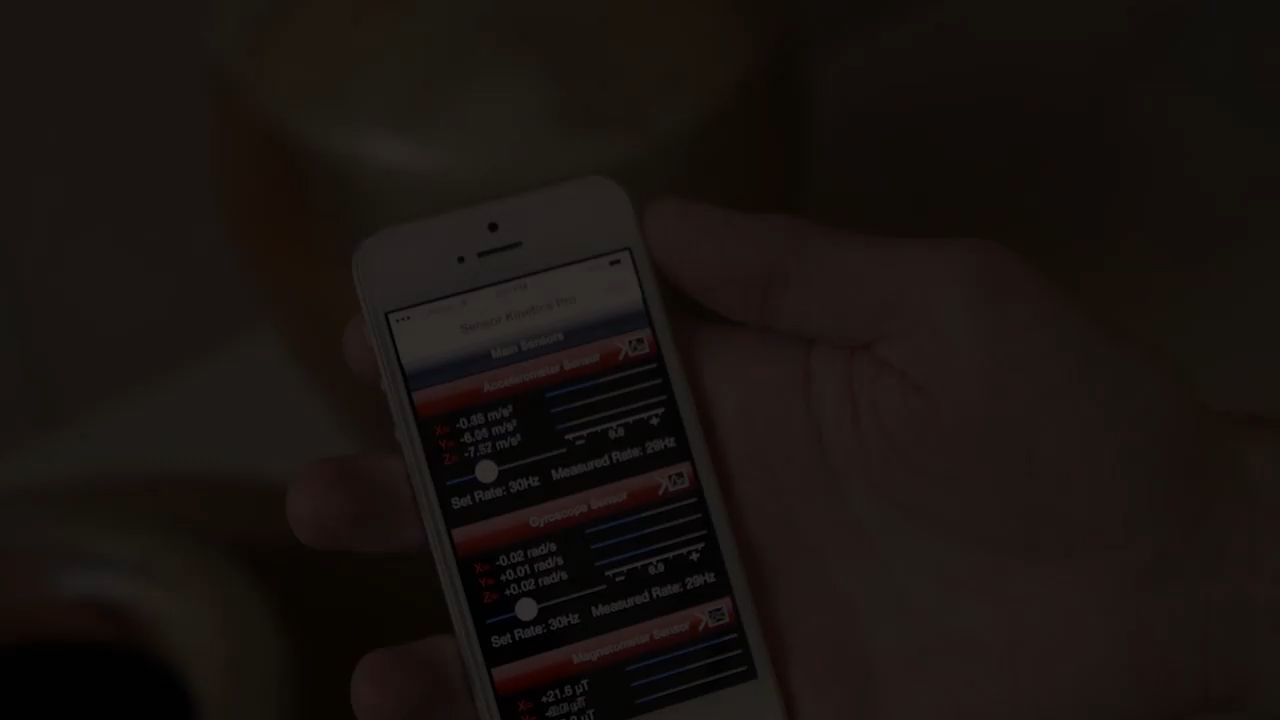 Sensor Kinetics Pro
Main Sensors
Accelerometer Sensor
X= -0.46 m/s²
Y= -6.05 m/s²
Z= -7.57 m/s²
− 0.0 +
Set Rate: 30Hz Measured Rate: 29Hz
Gyroscope Sensor
X= -0.02 rad/s
Y= +0.01 rad/s
Z= +0.02 rad/s
− 0.0 +
Set Rate: 30Hz Measured Rate: 29Hz
Magnetometer Sensor
X= +21.6 µT